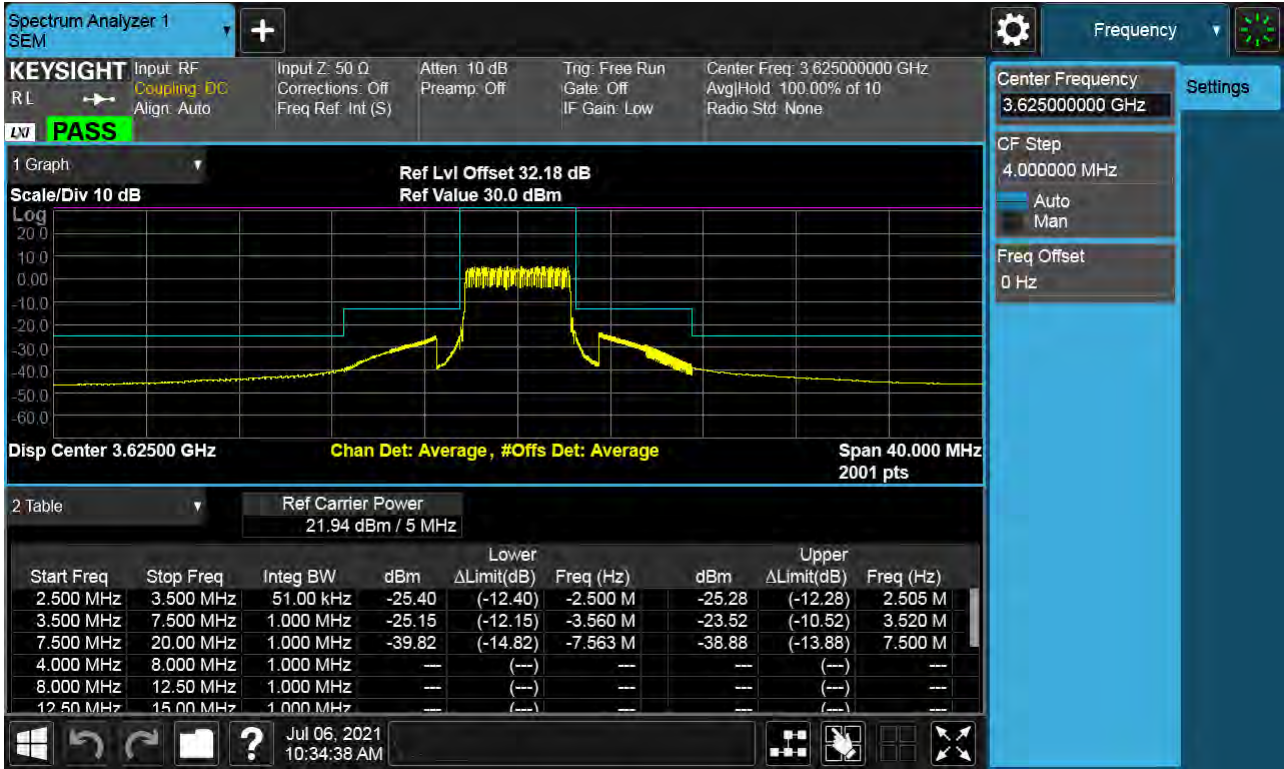 Spectrum Analyzer 1
SEM
Frequency
KEYSIGHT
R L
LXI
PASS
Input: RF
Coupling: DC
Align: Auto
Input Z: 50 Ω
Corrections: Off
Freq Ref: Int (S)
Atten: 10 dB
Preamp: Off
Trig: Free Run
Gate: Off
IF Gain: Low
Center Freq: 3.625000000 GHz
Avg|Hold: 100.00% of 10
Radio Std: None
Center Frequency
3.625000000 GHz
Settings
CF Step
4.000000 MHz
Auto
Man
Freq Offset
0 Hz
1 Graph
Scale/Div 10 dB
Ref Lvl Offset 32.18 dB
Ref Value 30.0 dBm
Log
20.0
10.0
0.00
-10.0
-20.0
-30.0
-40.0
-50.0
-60.0
Disp Center 3.62500 GHz
Chan Det: Average , #Offs Det: Average
Span 40.000 MHz
2001 pts
2 Table
Ref Carrier Power
21.94 dBm / 5 MHz
Lower Upper
Start Freq Stop Freq Integ BW dBm ΔLimit(dB) Freq (Hz) dBm ΔLimit(dB) Freq (Hz)
2.500 MHz 3.500 MHz 51.00 kHz -25.40 (-12.40) -2.500 M -25.28 (-12.28) 2.505 M
3.500 MHz 7.500 MHz 1.000 MHz -25.15 (-12.15) -3.560 M -23.52 (-10.52) 3.520 M
7.500 MHz 20.00 MHz 1.000 MHz -39.82 (-14.82) -7.563 M -38.88 (-13.88) 7.500 M
4.000 MHz 8.000 MHz 1.000 MHz --- (---) --- --- (---) ---
8.000 MHz 12.50 MHz 1.000 MHz --- (---) --- --- (---) ---
12.50 MHz 15.00 MHz 1.000 MHz --- (---) --- --- (---) ---
?
Jul 06, 2021
10:34:38 AM